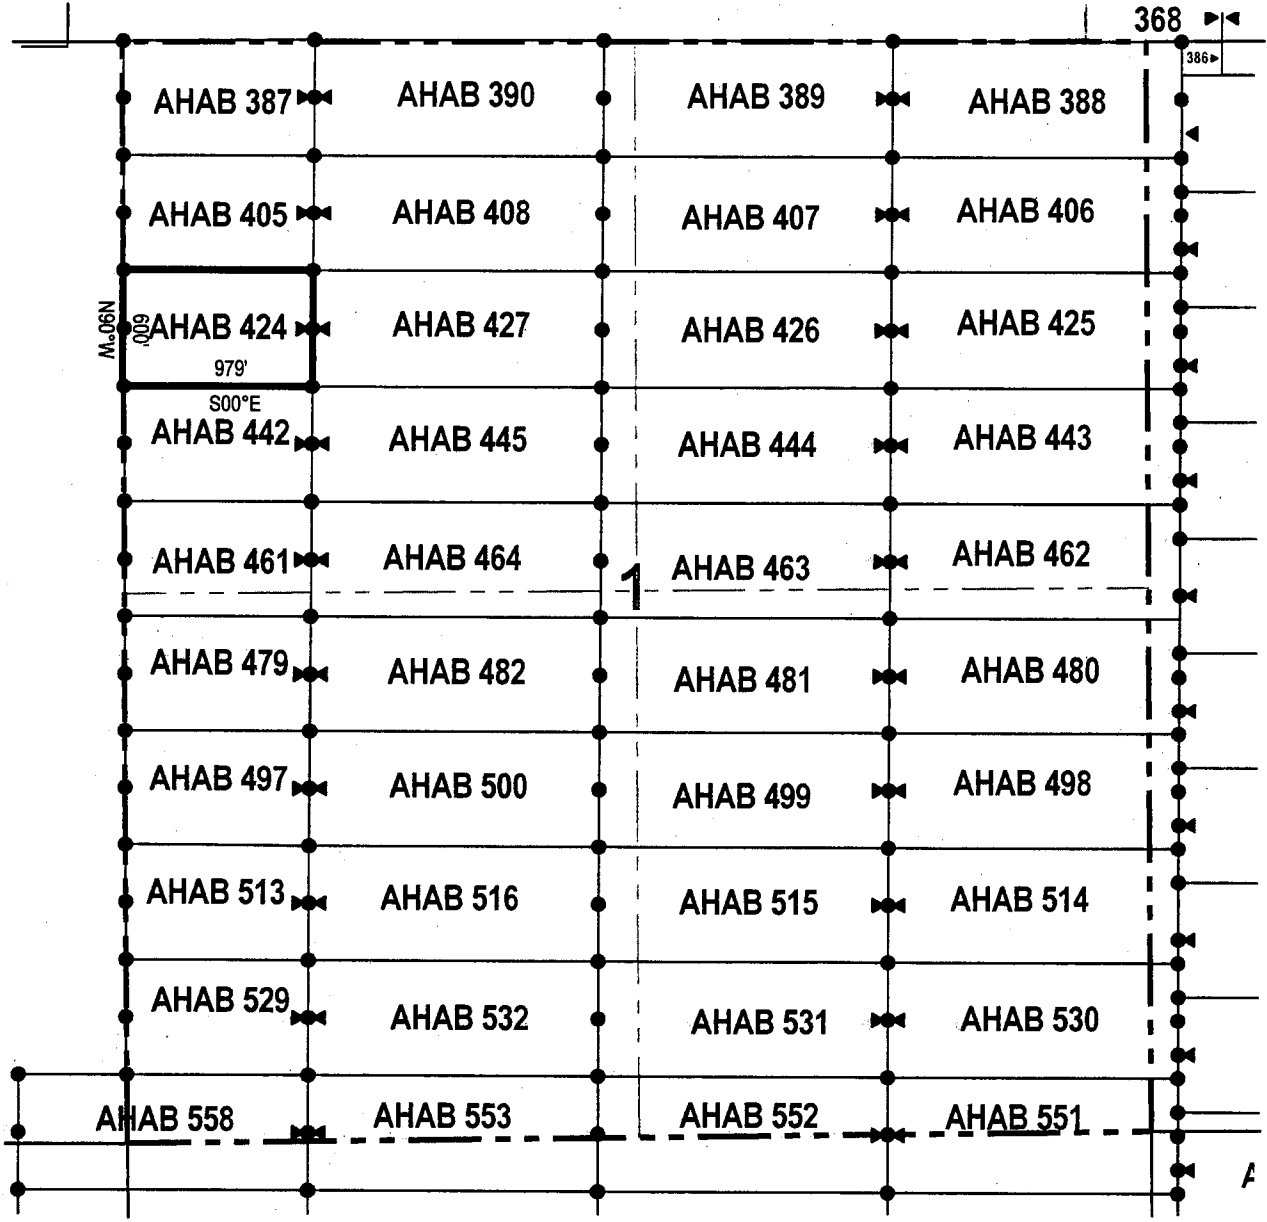 368
386
AHAB 387 AHAB 390 AHAB 389 AHAB 388
AHAB 405 AHAB 408 AHAB 407 AHAB 406
N90°W 600' AHAB 424 AHAB 427 AHAB 426 AHAB 425
979'
S00°E
AHAB 442 AHAB 445 AHAB 444 AHAB 443
AHAB 461 AHAB 464 AHAB 463 AHAB 462
1
AHAB 479 AHAB 482 AHAB 481 AHAB 480
AHAB 497 AHAB 500 AHAB 499 AHAB 498
AHAB 513 AHAB 516 AHAB 515 AHAB 514
AHAB 529 AHAB 532 AHAB 531 AHAB 530
AHAB 558 AHAB 553 AHAB 552 AHAB 551
A